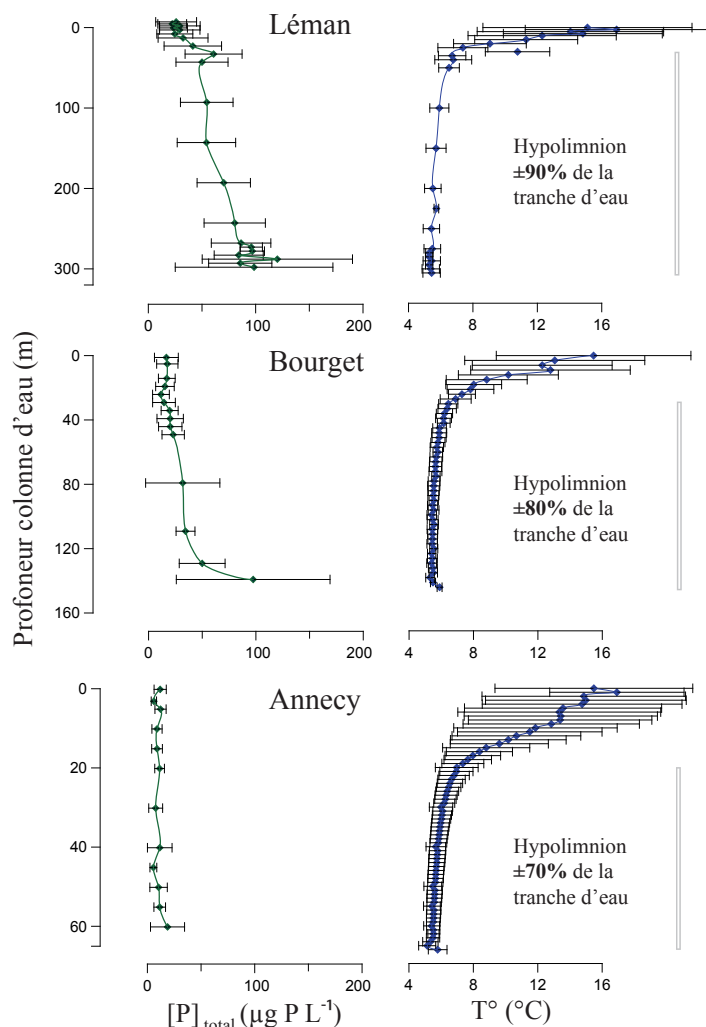 Léman
0
100
200
300
Hypolimnion
±90% de la
tranche d'eau
0
100
200
4
8
12
16
Bourget
0
40
80
120
160
Hypolimnion
±80% de la
tranche d'eau
0
100
200
4
8
12
16
Profoneur colonne d'eau (m)
Annecy
0
20
40
60
Hypolimnion
±70% de la
tranche d'eau
0
100
200
4
8
12
16
[P] total (µg P L⁻¹)
T° (°C)